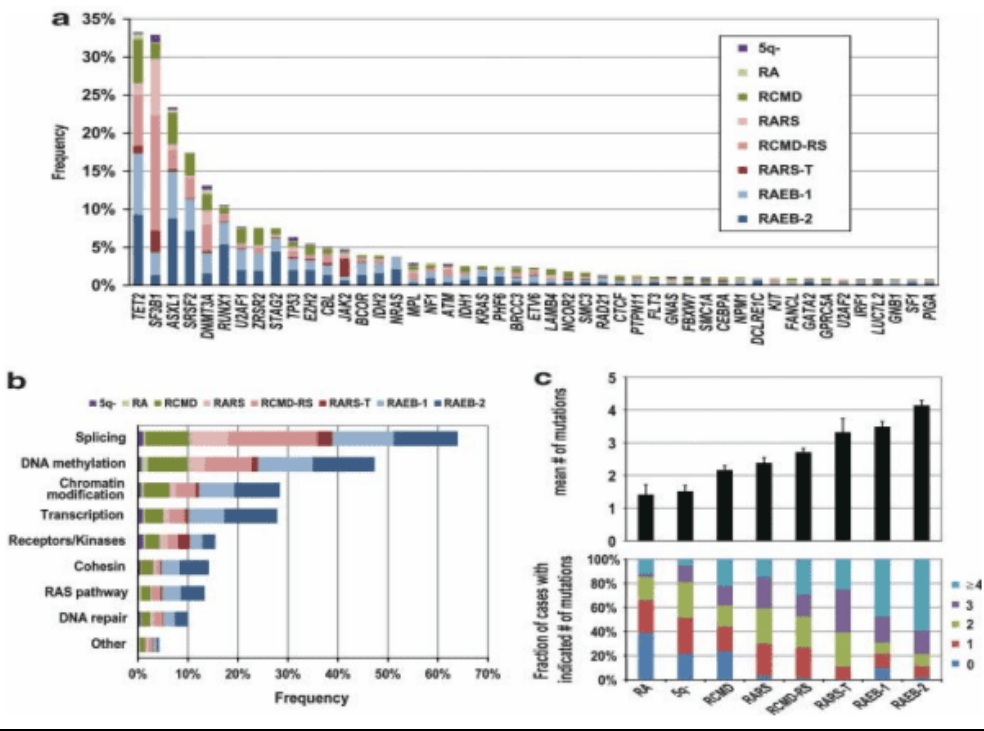 a
35%
30%
25%
20%
15%
10%
5%
0%
Frequency
5q-
RA
RCMD
RARS
RCMD-RS
RARS-T
RAEB-1
RAEB-2
TET2
SF3B1
ASXL1
SRSF2
DNMT3A
RUNX1
U2AF1
ZRSR2
STAG2
TP53
EZH2
CBL
JAK2
BCOR
IDH2
NRAS
MPL
NF1
ATM
IDH1
KRAS
PHF6
BRCC3
ETV6
LAMB4
NCOR2
SMC3
RAD21
CTCF
PTPN11
FLT3
GNAS
FBXW7
SMC1A
CEBPA
NPM1
DCLRE1C
KIT
FANCL
GATA2
GPRC5A
U2AF2
IRF1
LUC7L2
GNB1
SF1
PIGA
b
5q- RA RCMD RARS RCMD-RS RARS-T RAEB-1 RAEB-2
Splicing
DNA methylation
Chromatin
modification
Transcription
Receptors/Kinases
Cohesin
RAS pathway
DNA repair
Other
0% 10% 20% 30% 40% 50% 60% 70%
Frequency
c
mean # of mutations
5
4
3
2
1
0
Fraction of cases with
indicated # of mutations
100%
80%
60%
40%
20%
0%
≥4
3
2
1
0
RA
5q-
RCMD
RARS
RCMD-RS
RARS-T
RAEB-1
RAEB-2